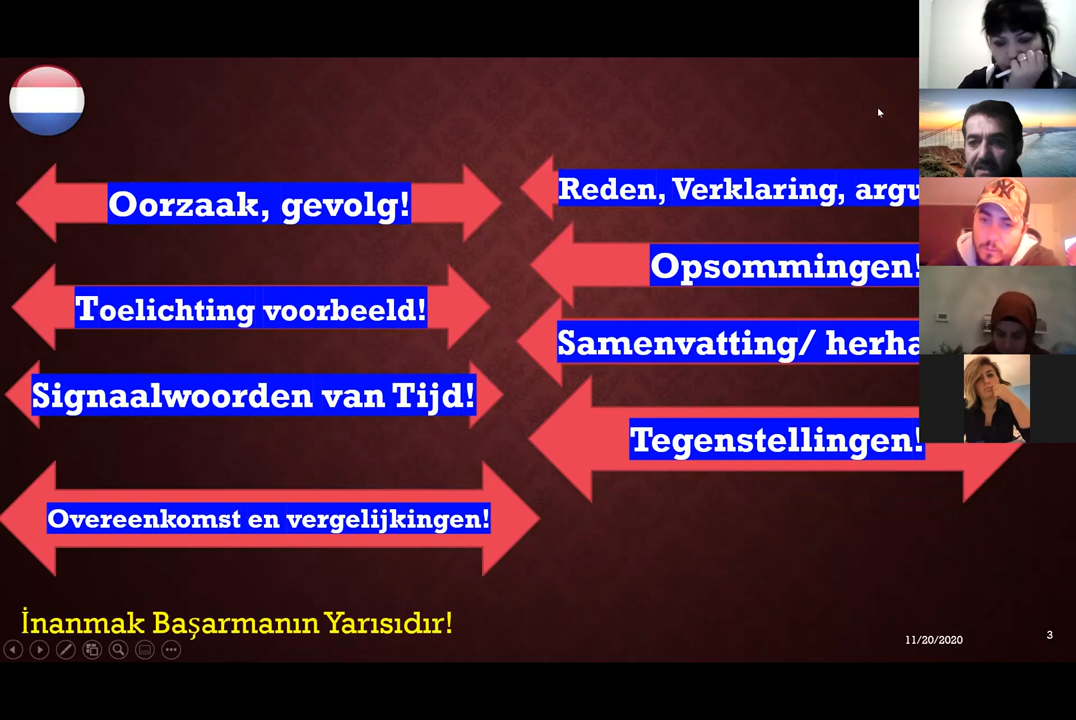 Oorzaak, gevolg!
Toelichting voorbeeld!
Signaalwoorden van Tijd!
Overeenkomst en vergelijkingen!
Reden, Verklaring, argu
Opsommingen!
Samenvatting/ herha
Tegenstellingen!
İnanmak Başarmanın Yarısıdır!
11/20/2020
3